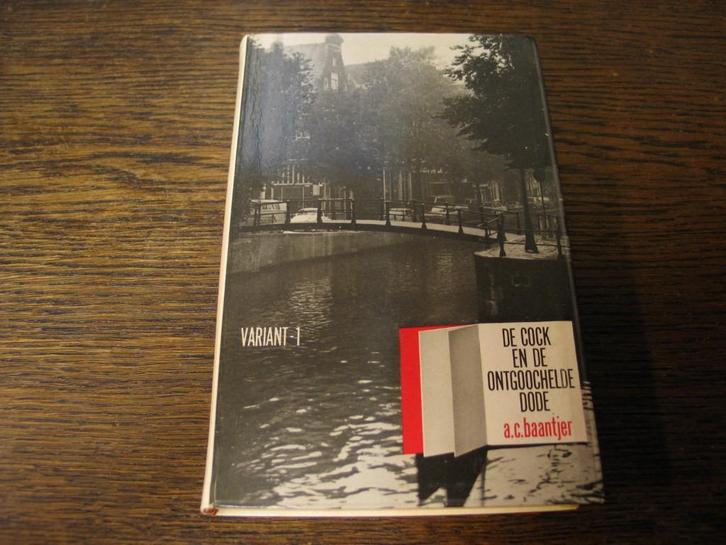 VARIANT-1
DE COCK
EN DE
ONTGOOCHELDE
DODE
a.c.baantjer